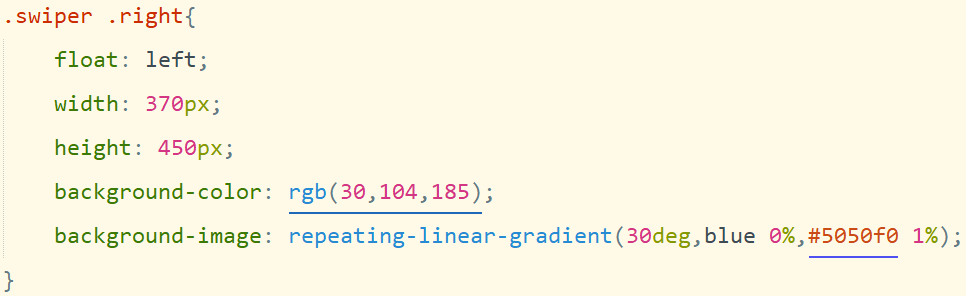 .swiper .right{
float: left;
width: 370px;
height: 450px;
background-color: rgb(30,104,185);
background-image: repeating-linear-gradient(30deg,blue 0%,#5050f0 1%);
}